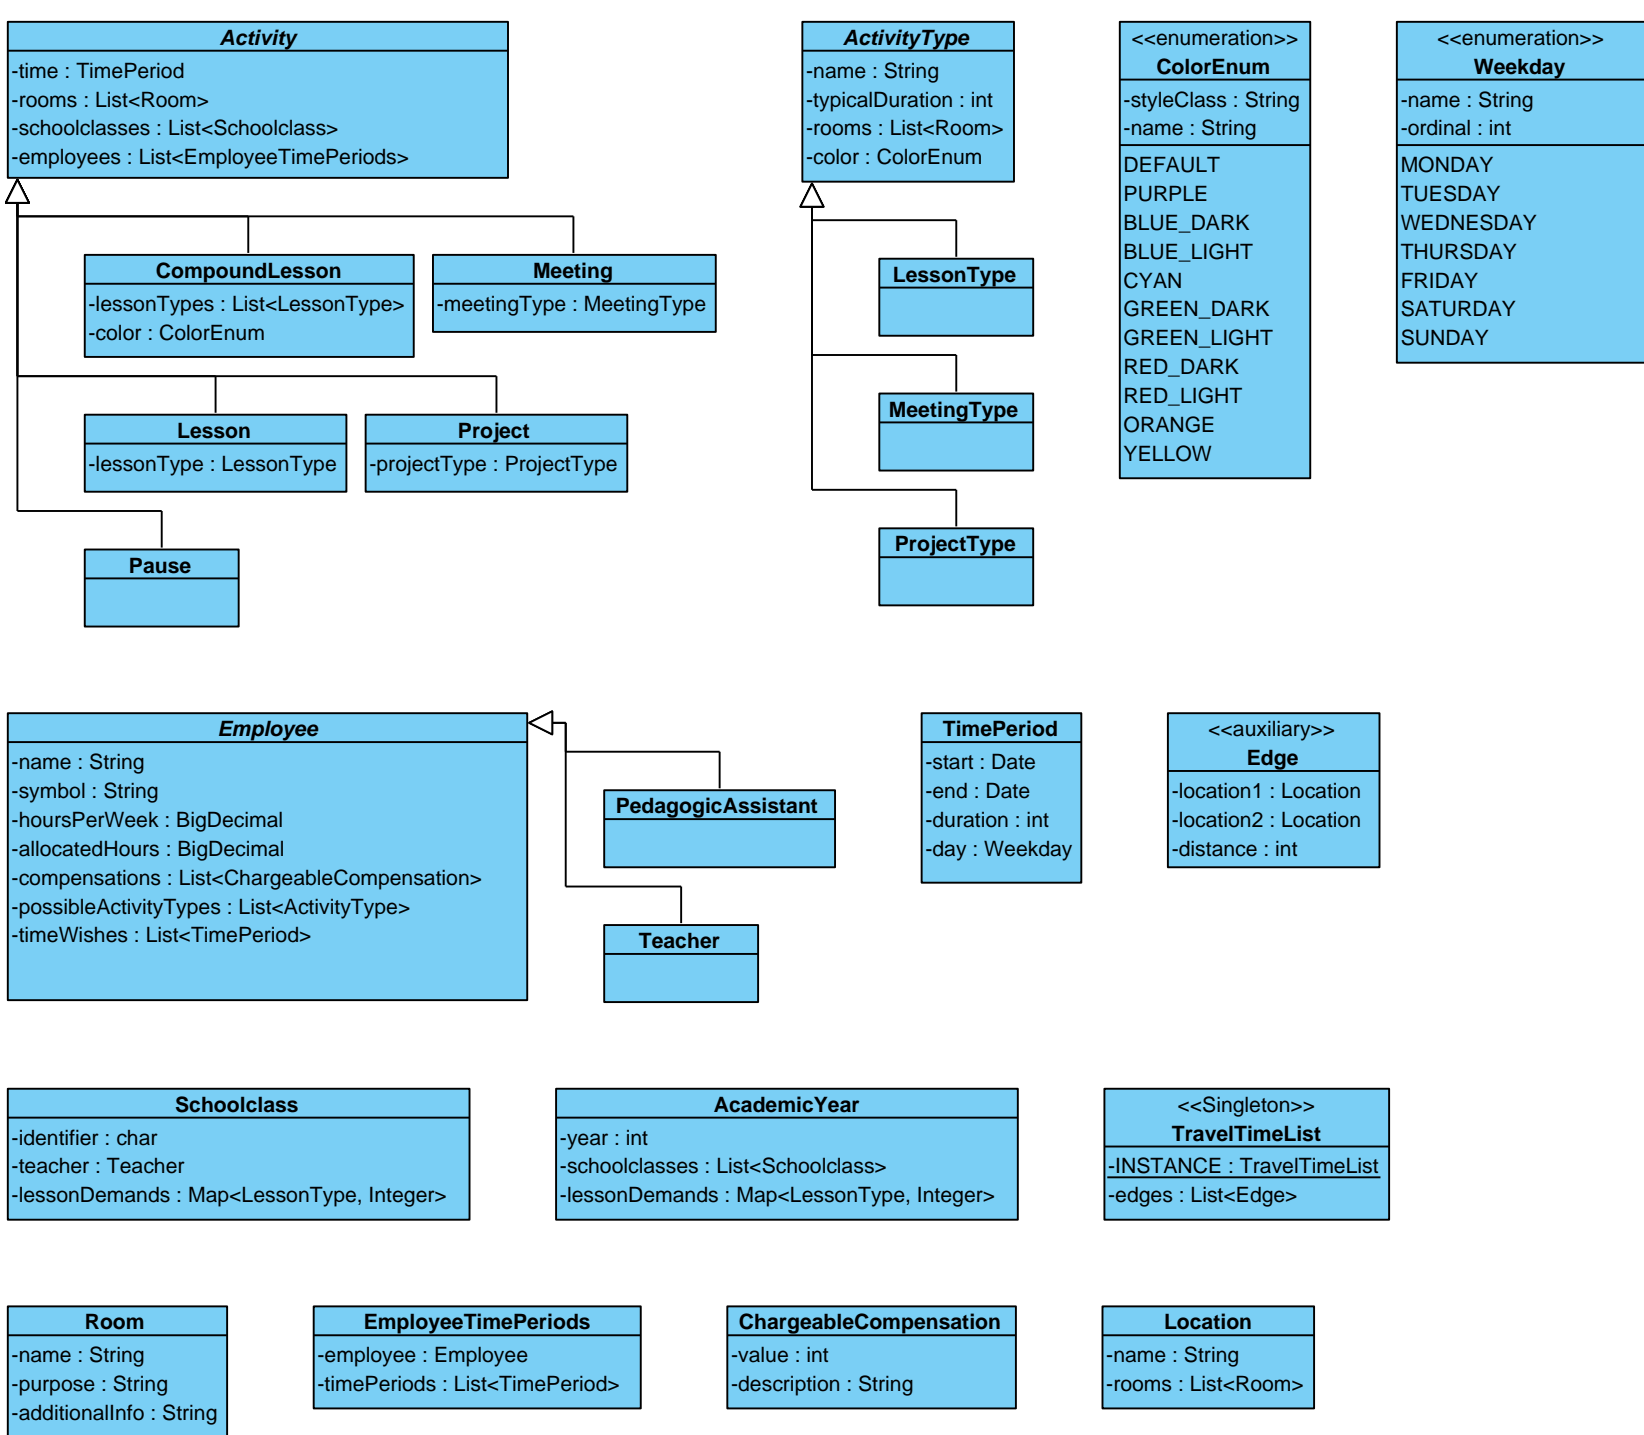 Activity
-time : TimePeriod
-rooms : List<Room>
-schoolclasses : List<Schoolclass>
-employees : List<EmployeeTimePeriods>
CompoundLesson
-lessonTypes : List<LessonType>
-color : ColorEnum
Meeting
-meetingType : MeetingType
Lesson
-lessonType : LessonType
Project
-projectType : ProjectType
Pause
ActivityType
-name : String
-typicalDuration : int
-rooms : List<Room>
-color : ColorEnum
LessonType
MeetingType
ProjectType
<<enumeration>>
ColorEnum
-styleClass : String
-name : String
DEFAULT
PURPLE
BLUE_DARK
BLUE_LIGHT
CYAN
GREEN_DARK
GREEN_LIGHT
RED_DARK
RED_LIGHT
ORANGE
YELLOW
<<enumeration>>
Weekday
-name : String
-ordinal : int
MONDAY
TUESDAY
WEDNESDAY
THURSDAY
FRIDAY
SATURDAY
SUNDAY
Employee
-name : String
-symbol : String
-hoursPerWeek : BigDecimal
-allocatedHours : BigDecimal
-compensations : List<ChargeableCompensation>
-possibleActivityTypes : List<ActivityType>
-timeWishes : List<TimePeriod>
PedagogicAssistant
Teacher
TimePeriod
-start : Date
-end : Date
-duration : int
-day : Weekday
<<auxiliary>>
Edge
-location1 : Location
-location2 : Location
-distance : int
Schoolclass
-identifier : char
-teacher : Teacher
-lessonDemands : Map<LessonType, Integer>
AcademicYear
-year : int
-schoolclasses : List<Schoolclass>
-lessonDemands : Map<LessonType, Integer>
<<Singleton>>
TravelTimeList
-INSTANCE : TravelTimeList
-edges : List<Edge>
Room
-name : String
-purpose : String
-additionalInfo : String
EmployeeTimePeriods
-employee : Employee
-timePeriods : List<TimePeriod>
ChargeableCompensation
-value : int
-description : String
Location
-name : String
-rooms : List<Room>